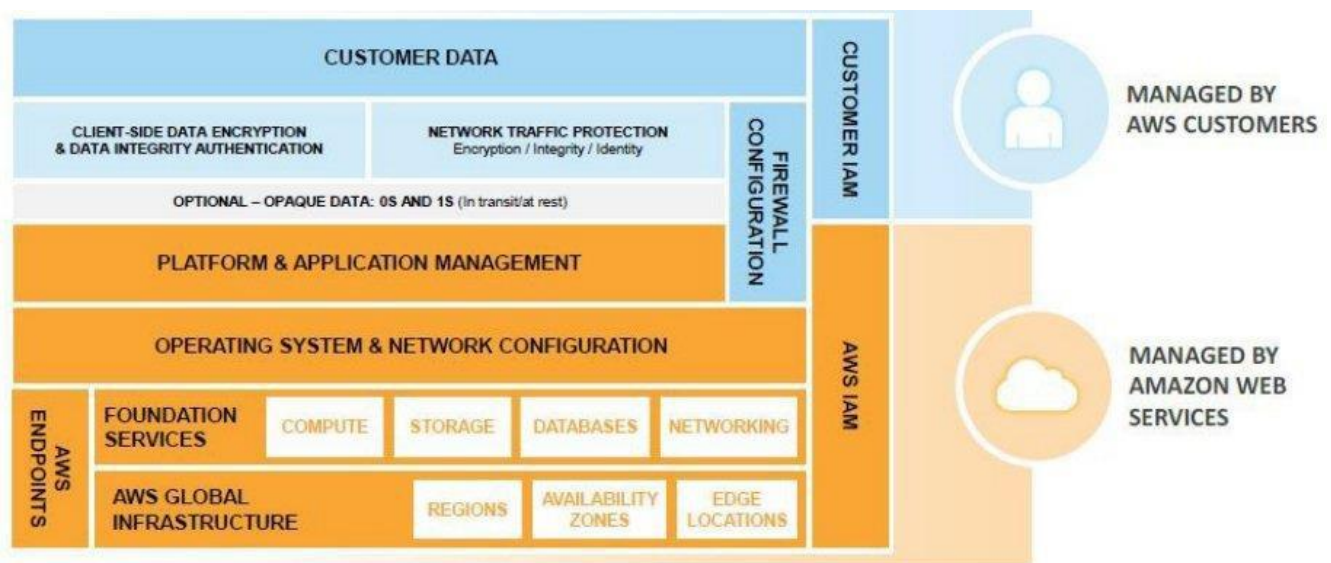 CUSTOMER DATA
CUSTOMER IAM
MANAGED BY
AWS CUSTOMERS
CLIENT-SIDE DATA ENCRYPTION
& DATA INTEGRITY AUTHENTICATION
NETWORK TRAFFIC PROTECTION
Encryption / Integrity / Identity
FIREWALL
CONFIGURATION
OPTIONAL – OPAQUE DATA: 0S AND 1S (In transit/at rest)
PLATFORM & APPLICATION MANAGEMENT
OPERATING SYSTEM & NETWORK CONFIGURATION
AWS IAM
MANAGED BY
AMAZON WEB
SERVICES
AWS
ENDPOINTS
FOUNDATION
SERVICES
COMPUTE
STORAGE
DATABASES
NETWORKING
AWS GLOBAL
INFRASTRUCTURE
REGIONS
AVAILABILITY
ZONES
EDGE
LOCATIONS